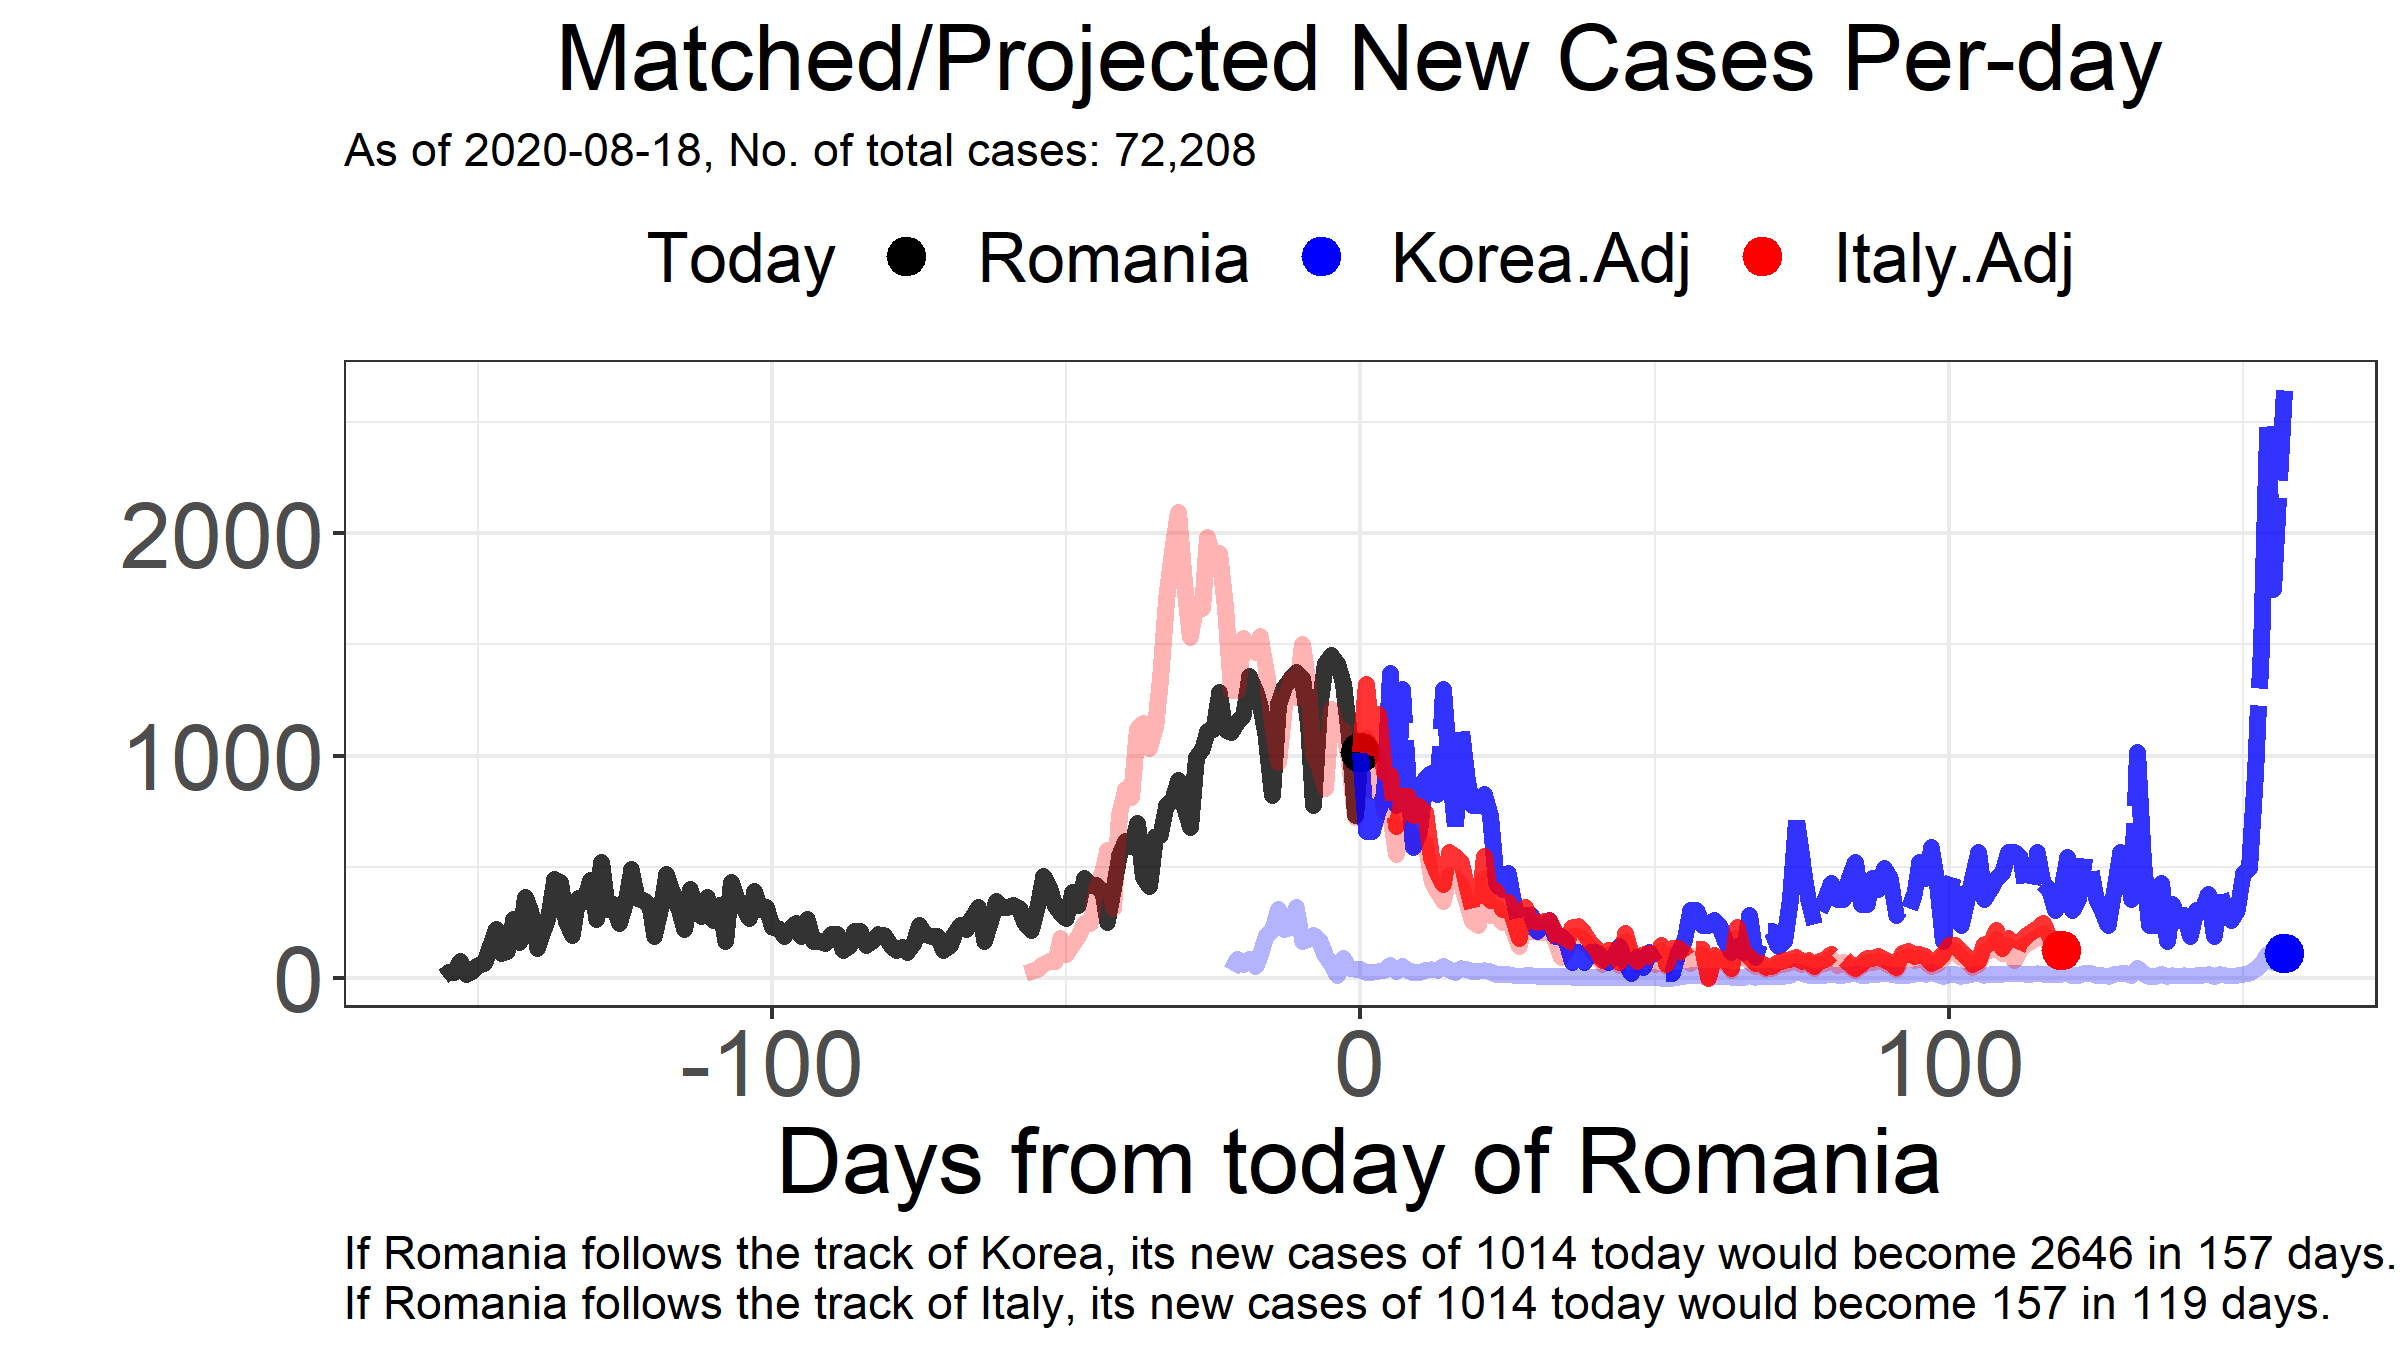 Matched/Projected New Cases Per-day
As of 2020-08-18, No. of total cases: 72,208
Today Romania Korea.Adj Italy.Adj
2000
1000
0
-100 0 100
Days from today of Romania
If Romania follows the track of Korea, its new cases of 1014 today would become 2646 in 157 days.
If Romania follows the track of Italy, its new cases of 1014 today would become 157 in 119 days.